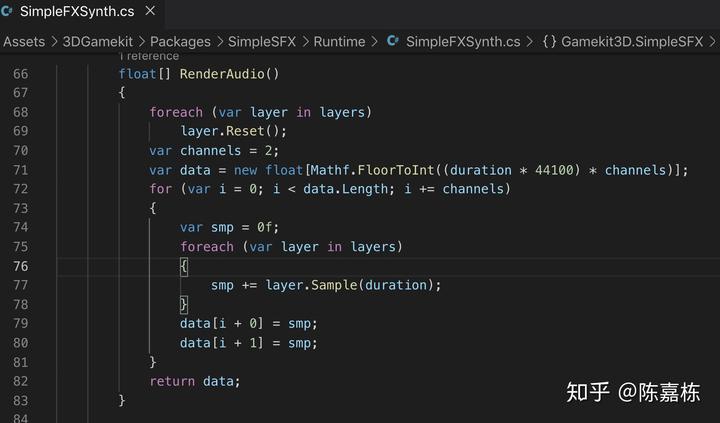 SimpleFXSynth.cs
Assets > 3DGamekit > Packages > SimpleSFX > Runtime > SimpleFXSynth.cs > {} Gamekit3D.SimpleSFX >
1 reference
66 float[] RenderAudio()
67 {
68 foreach (var layer in layers)
69 layer.Reset();
70 var channels = 2;
71 var data = new float[Mathf.FloorToInt((duration * 44100) * channels)];
72 for (var i = 0; i < data.Length; i += channels)
73 {
74 var smp = 0f;
75 foreach (var layer in layers)
76 {
77 smp += layer.Sample(duration);
78 }
79 data[i + 0] = smp;
80 data[i + 1] = smp;
81 }
82 return data;
83 }
84
知乎 @陈嘉栋